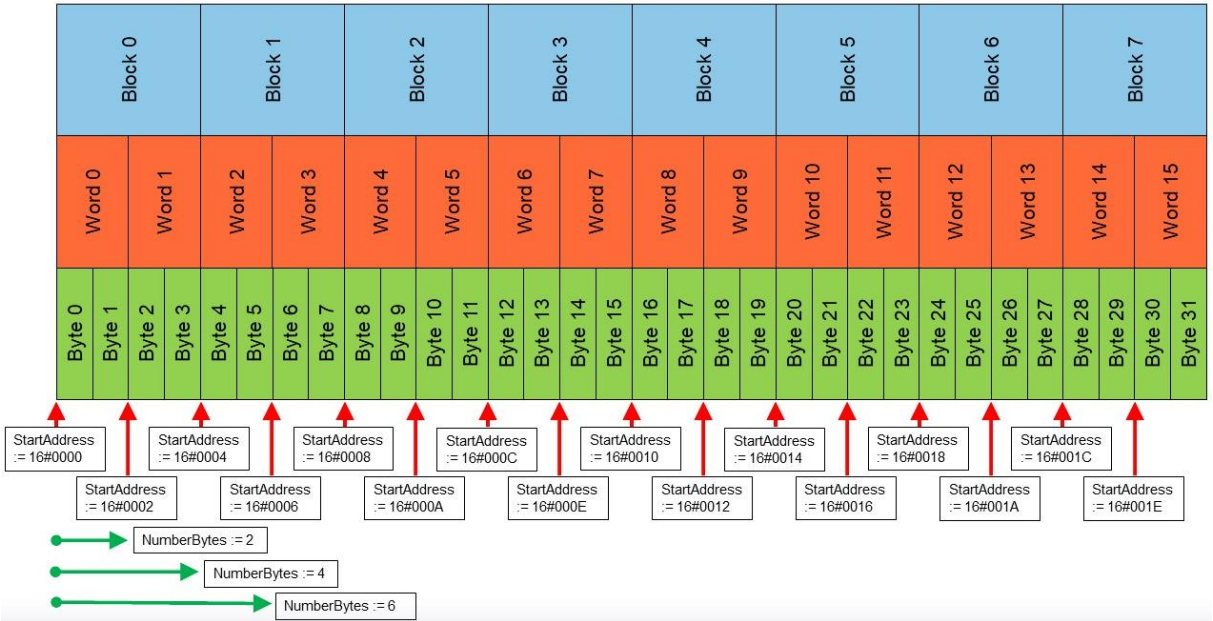 Block 0
Block 1
Block 2
Block 3
Block 4
Block 5
Block 6
Block 7
Word 0
Word 1
Word 2
Word 3
Word 4
Word 5
Word 6
Word 7
Word 8
Word 9
Word 10
Word 11
Word 12
Word 13
Word 14
Word 15
Byte 0
Byte 1
Byte 2
Byte 3
Byte 4
Byte 5
Byte 6
Byte 7
Byte 8
Byte 9
Byte 10
Byte 11
Byte 12
Byte 13
Byte 14
Byte 15
Byte 16
Byte 17
Byte 18
Byte 19
Byte 20
Byte 21
Byte 22
Byte 23
Byte 24
Byte 25
Byte 26
Byte 27
Byte 28
Byte 29
Byte 30
Byte 31
StartAddress
:= 16#0000
StartAddress
:= 16#0004
StartAddress
:= 16#0008
StartAddress
:= 16#000C
StartAddress
:= 16#0010
StartAddress
:= 16#0014
StartAddress
:= 16#0018
StartAddress
:= 16#001C
StartAddress
:= 16#0002
StartAddress
:= 16#0006
StartAddress
:= 16#000A
StartAddress
:= 16#000E
StartAddress
:= 16#0012
StartAddress
:= 16#0016
StartAddress
:= 16#001A
StartAddress
:= 16#001E
NumberBytes := 2
NumberBytes := 4
NumberBytes := 6